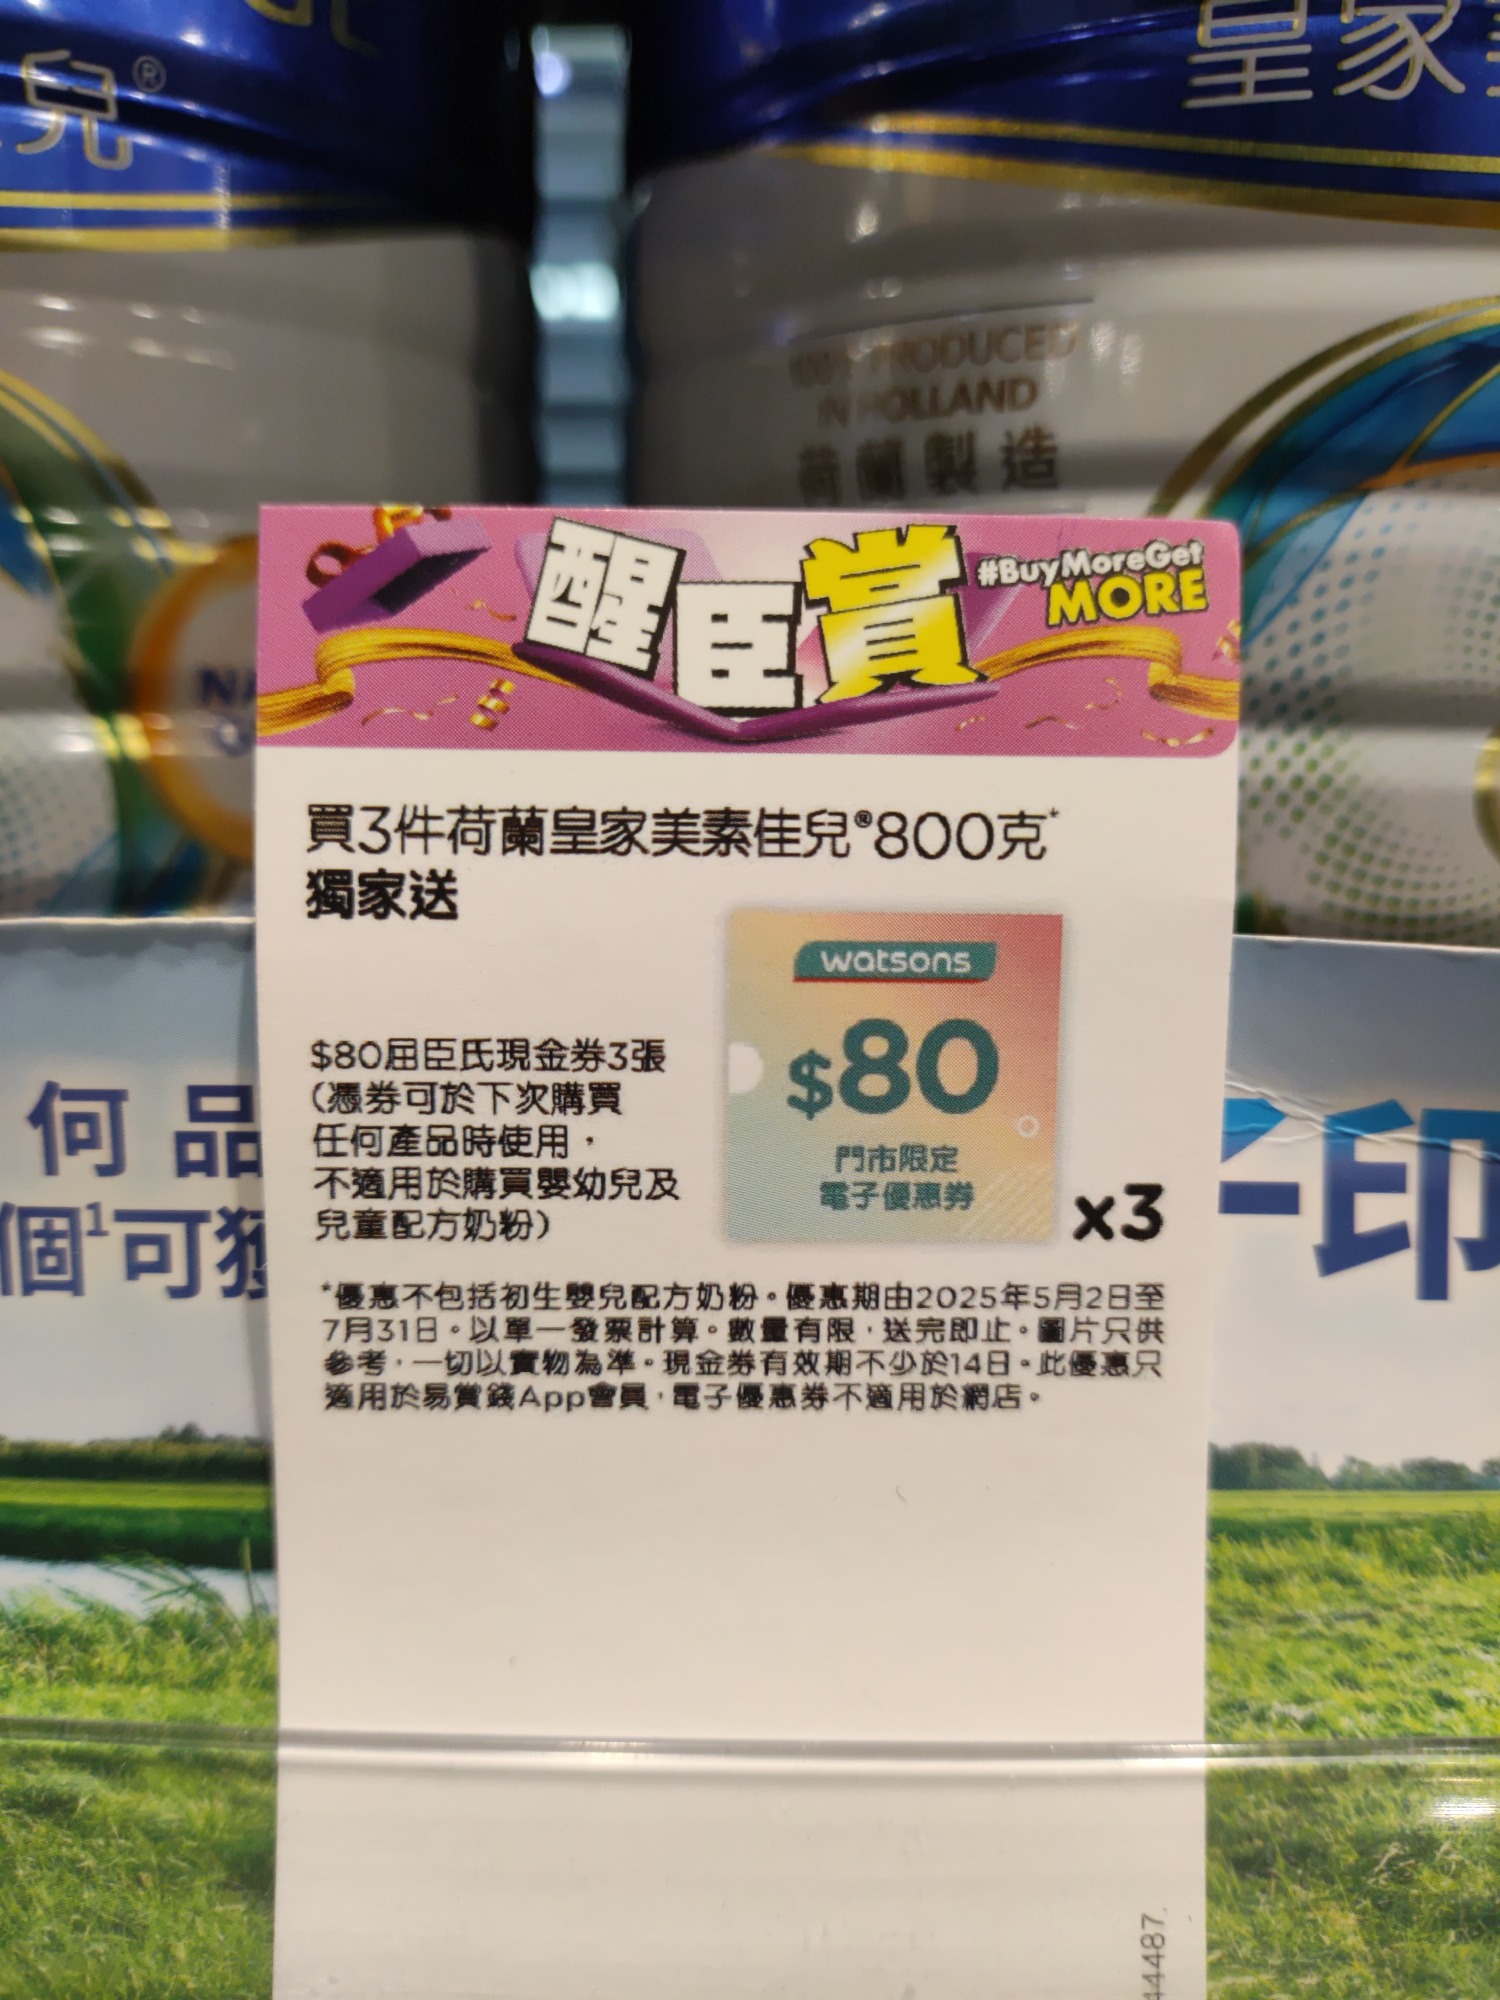 兒®
皇家
PRODUCED
IN HOLLAND
荷蘭製造
醒臣賞
#BuyMoreGet
MORE
買3件荷蘭皇家美素佳兒®800克*
獨家送
watsons
$80
門市限定
電子優惠券
x3
$80屈臣氏現金券3張
(憑券可於下次購買
任何產品時使用，
不適用於購買嬰幼兒及
兒童配方奶粉)
*優惠不包括初生嬰兒配方奶粉。優惠期由2025年5月2日至
7月31日。以單一發票計算。數量有限，送完即止。圖片只供
參考，一切以實物為準。現金券有效期不少於14日。此優惠只
適用於易賞錢App會員，電子優惠券不適用於網店。
何品
個¹可
印
44487